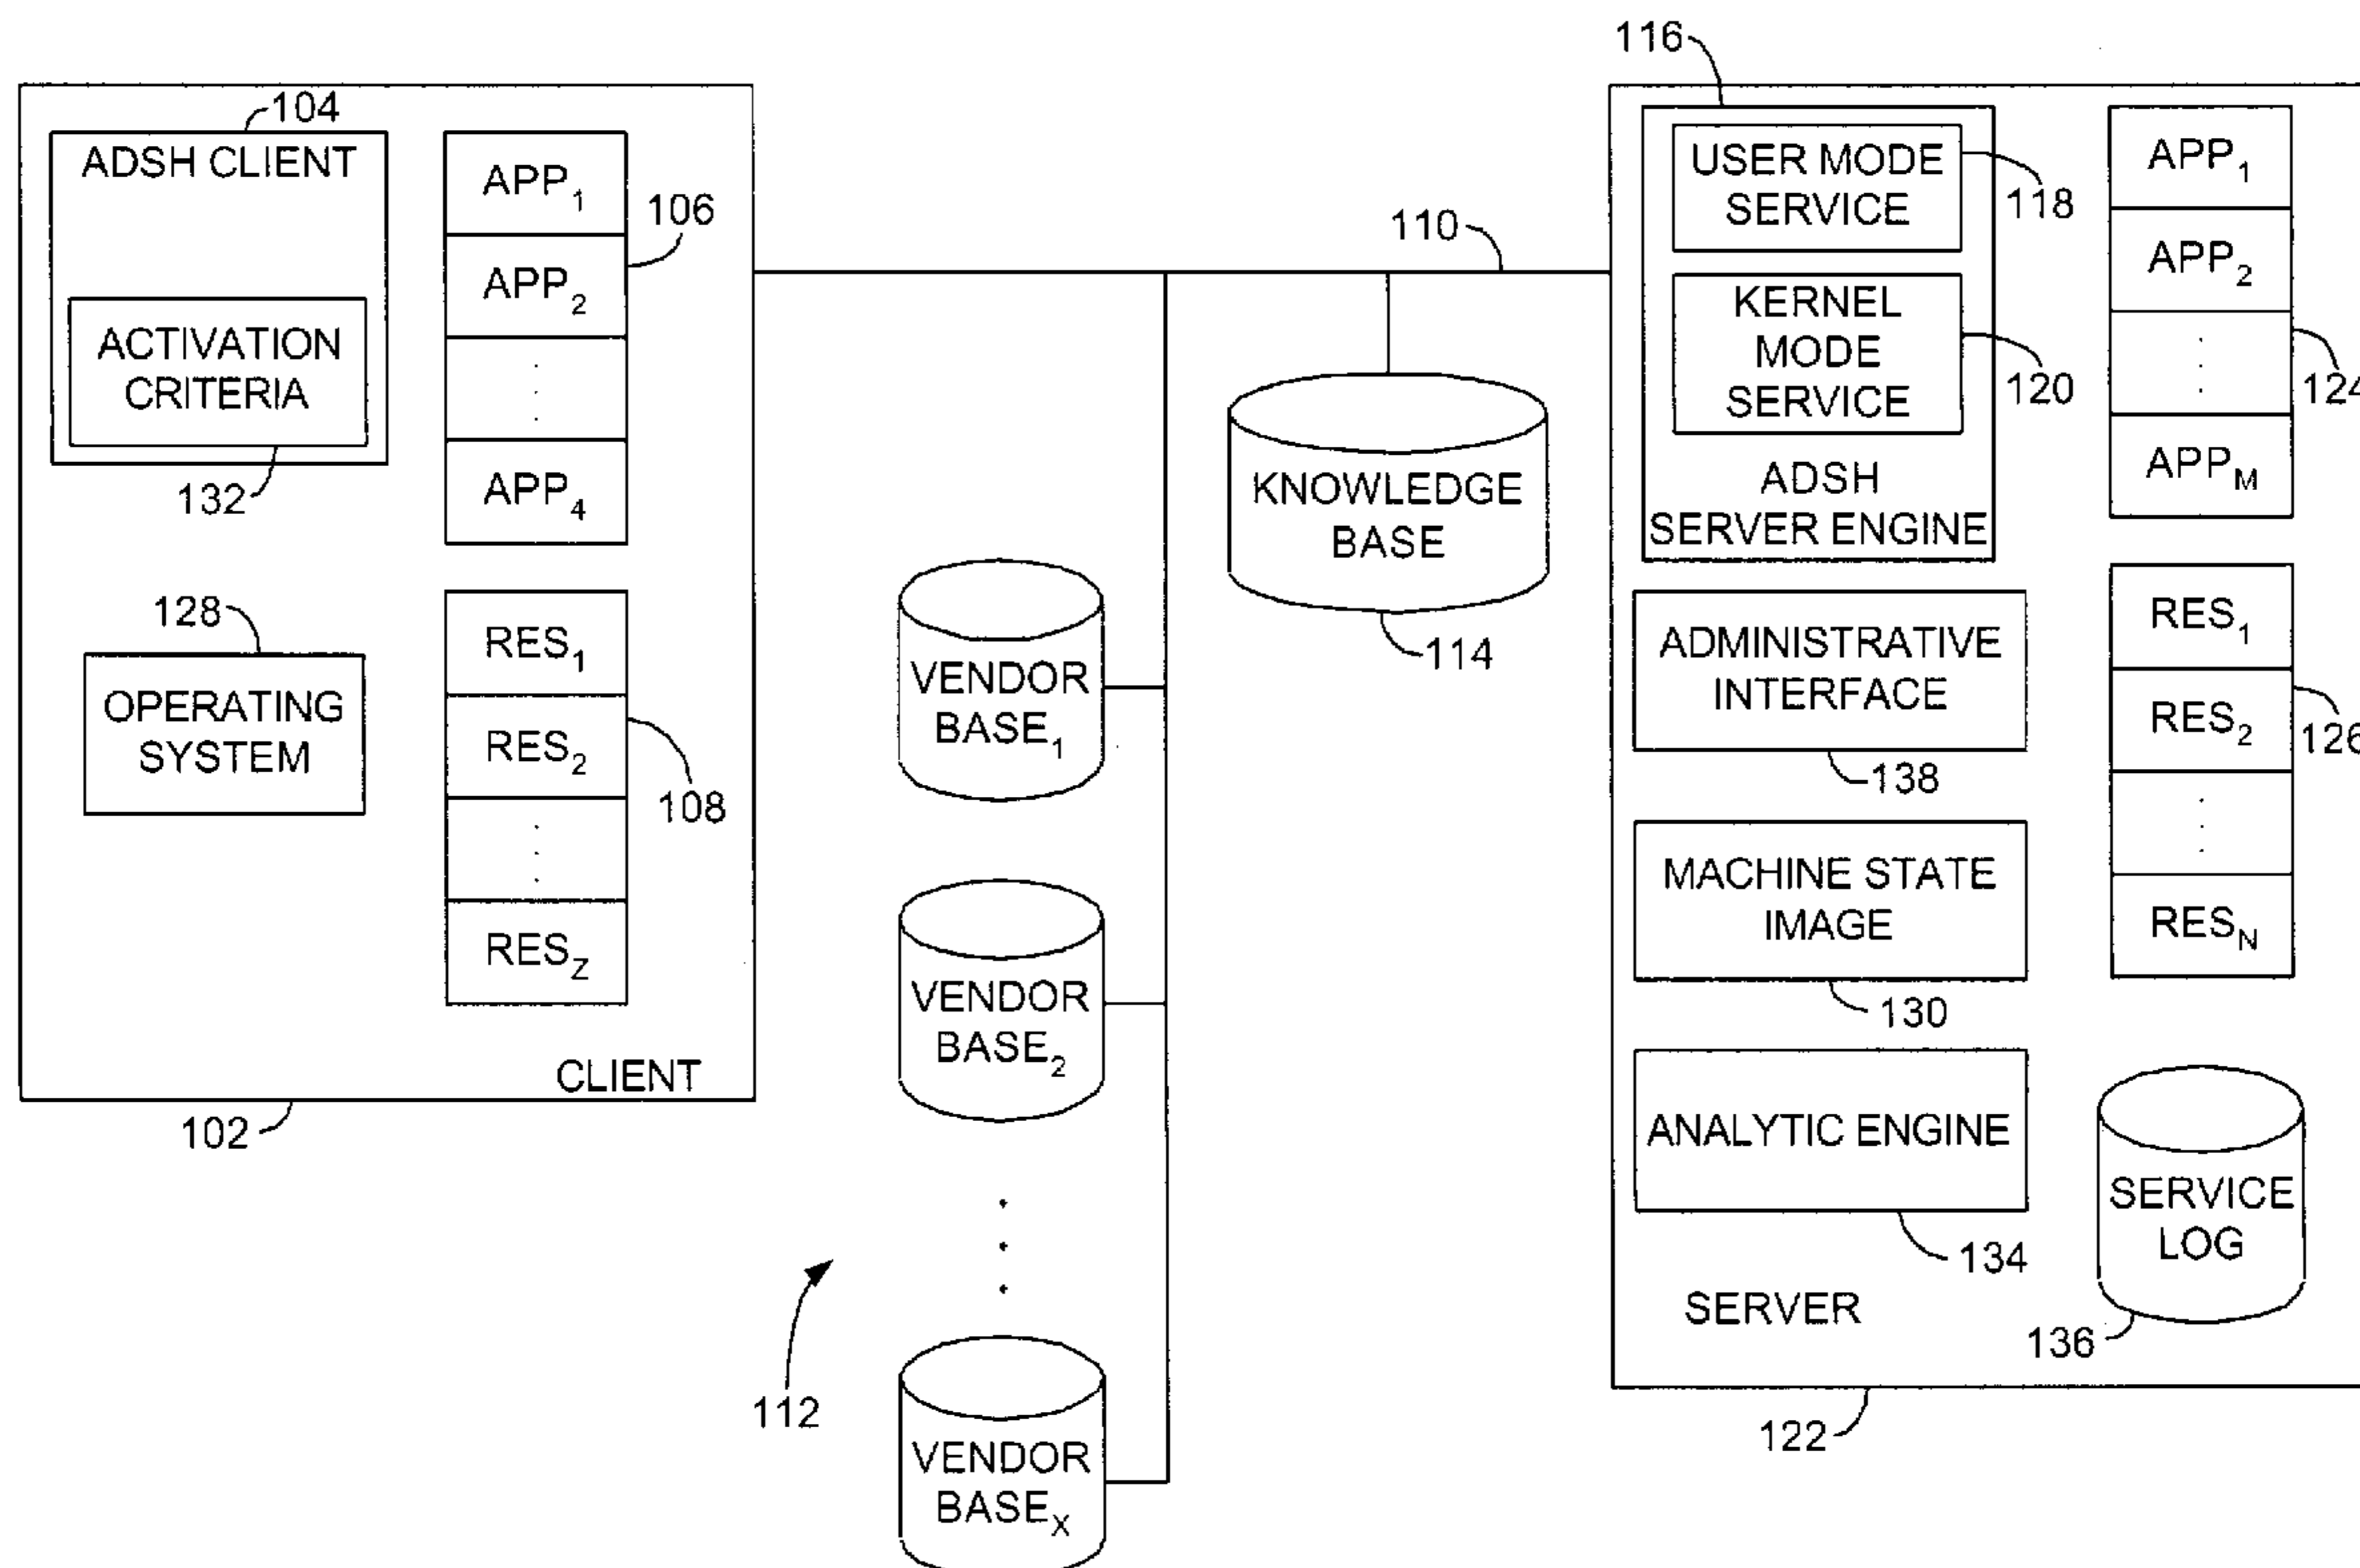 104
ADSH CLIENT
ACTIVATION
CRITERIA
132
APP1
APP2
106
APP4
128
OPERATING
SYSTEM
RES1
RES2
108
RESZ
CLIENT
102
110
KNOWLEDGE
BASE
114
VENDOR
BASE1
VENDOR
BASE2
112
VENDOR
BASEX
116
USER MODE
SERVICE
118
KERNEL
MODE
SERVICE
120
ADSH
SERVER ENGINE
APP1
APP2
124
APPM
ADMINISTRATIVE
INTERFACE
138
RES1
RES2
126
RESN
MACHINE STATE
IMAGE
130
ANALYTIC ENGINE
134
SERVICE
LOG
136
SERVER
122